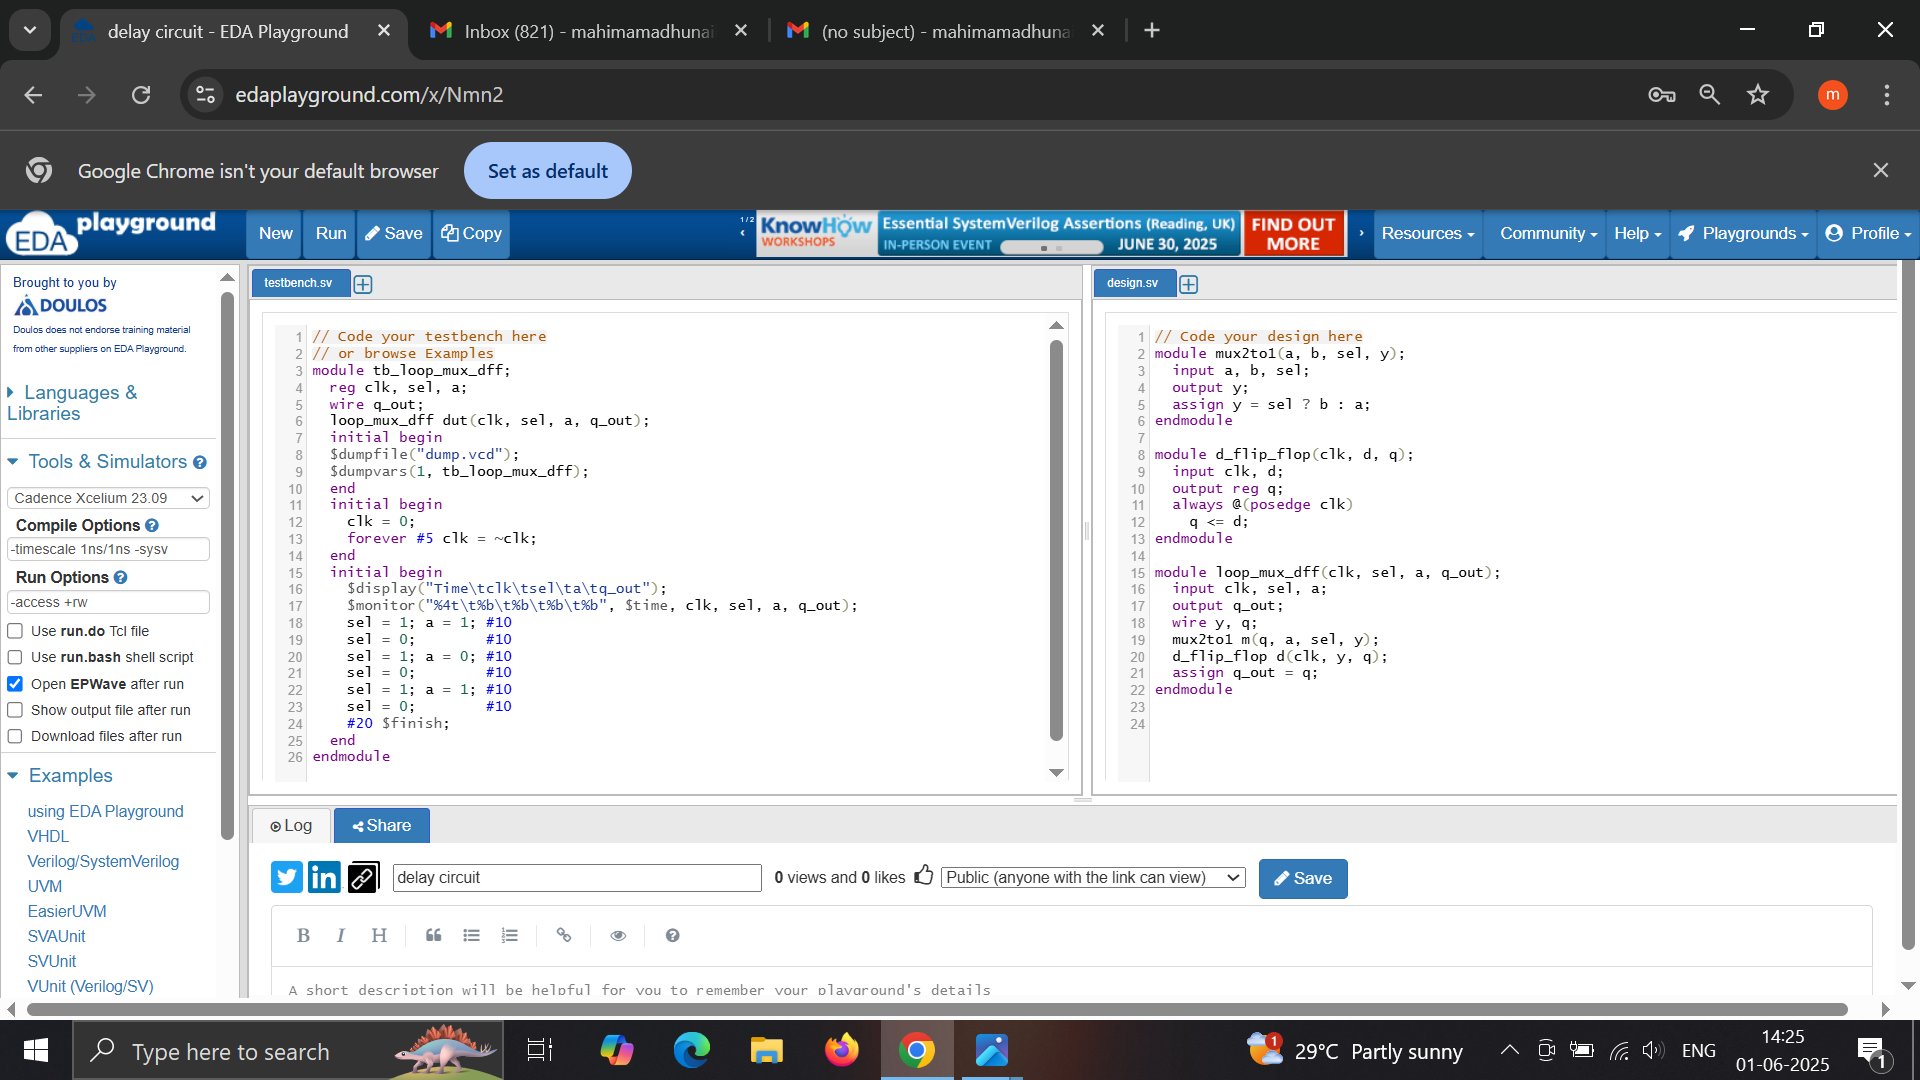 delay circuit - EDA Playground
Inbox (821) - mahimamadhunai
(no subject) - mahimamadhuna
edaplayground.com/x/Nmn2
m
Google Chrome isn't your default browser
Set as default
EDA playground
New
Run
Save
Copy
1 / 2
KnowHow WORKSHOPS
Essential SystemVerilog Assertions (Reading, UK)
IN-PERSON EVENT
JUNE 30, 2025
FIND OUT MORE
Resources
Community
Help
Playgrounds
Profile
Brought to you by
DOULOS
Doulos does not endorse training material
from other suppliers on EDA Playground.
Languages &
Libraries
Tools & Simulators
Cadence Xcelium 23.09
Compile Options
-timescale 1ns/1ns -sysv
Run Options
-access +rw
Use run.do Tcl file
Use run.bash shell script
Open EPWave after run
Show output file after run
Download files after run
Examples
using EDA Playground
VHDL
Verilog/SystemVerilog
UVM
EasierUVM
SVAUnit
SVUnit
VUnit (Verilog/SV)
testbench.sv
1 // Code your testbench here
2 // or browse Examples
3 module tb_loop_mux_dff;
4 reg clk, sel, a;
5 wire q_out;
6 loop_mux_dff dut(clk, sel, a, q_out);
7 initial begin
8 $dumpfile("dump.vcd");
9 $dumpvars(1, tb_loop_mux_dff);
10 end
11 initial begin
12 clk = 0;
13 forever #5 clk = ~clk;
14 end
15 initial begin
16 $display("Time\tclk\tsel\ta\tq_out");
17 $monitor("%4t\t%b\t%b\t%b\t%b", $time, clk, sel, a, q_out);
18 sel = 1; a = 1; #10
19 sel = 0; #10
20 sel = 1; a = 0; #10
21 sel = 0; #10
22 sel = 1; a = 1; #10
23 sel = 0; #10
24 #20 $finish;
25 end
26 endmodule
design.sv
1 // Code your design here
2 module mux2to1(a, b, sel, y);
3 input a, b, sel;
4 output y;
5 assign y = sel ? b : a;
6 endmodule
7
8 module d_flip_flop(clk, d, q);
9 input clk, d;
10 output reg q;
11 always @(posedge clk)
12 q <= d;
13 endmodule
14
15 module loop_mux_dff(clk, sel, a, q_out);
16 input clk, sel, a;
17 output q_out;
18 wire y, q;
19 mux2to1 m(q, a, sel, y);
20 d_flip_flop d(clk, y, q);
21 assign q_out = q;
22 endmodule
23
24
Log
Share
delay circuit
0 views and 0 likes
Public (anyone with the link can view)
Save
B I H
A short description will be helpful for you to remember your playground's details
Type here to search
1
29°C Partly sunny
ENG
14:25
01-06-2025
1